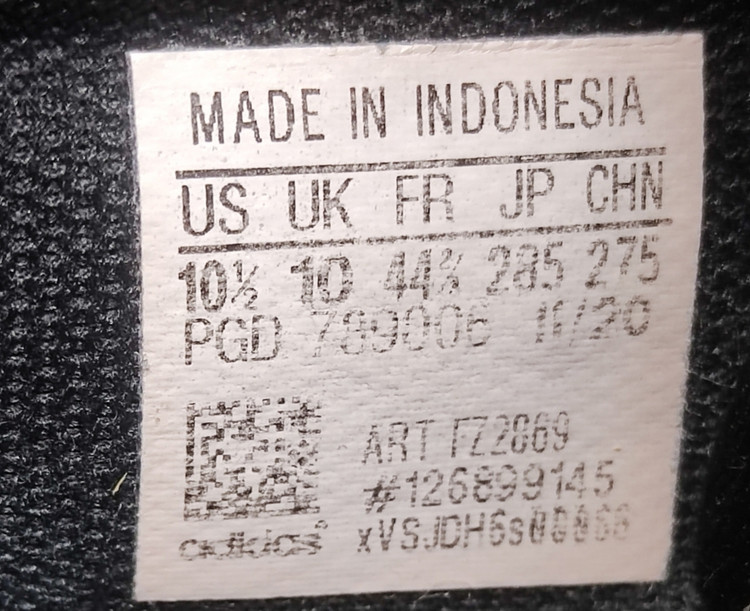 MADE IN INDONESIA
US UK FR JP CHN
10½ 10 44⅔ 285 275
PGD 789006 11/20
ART FZ2869
#126899145
adidas®